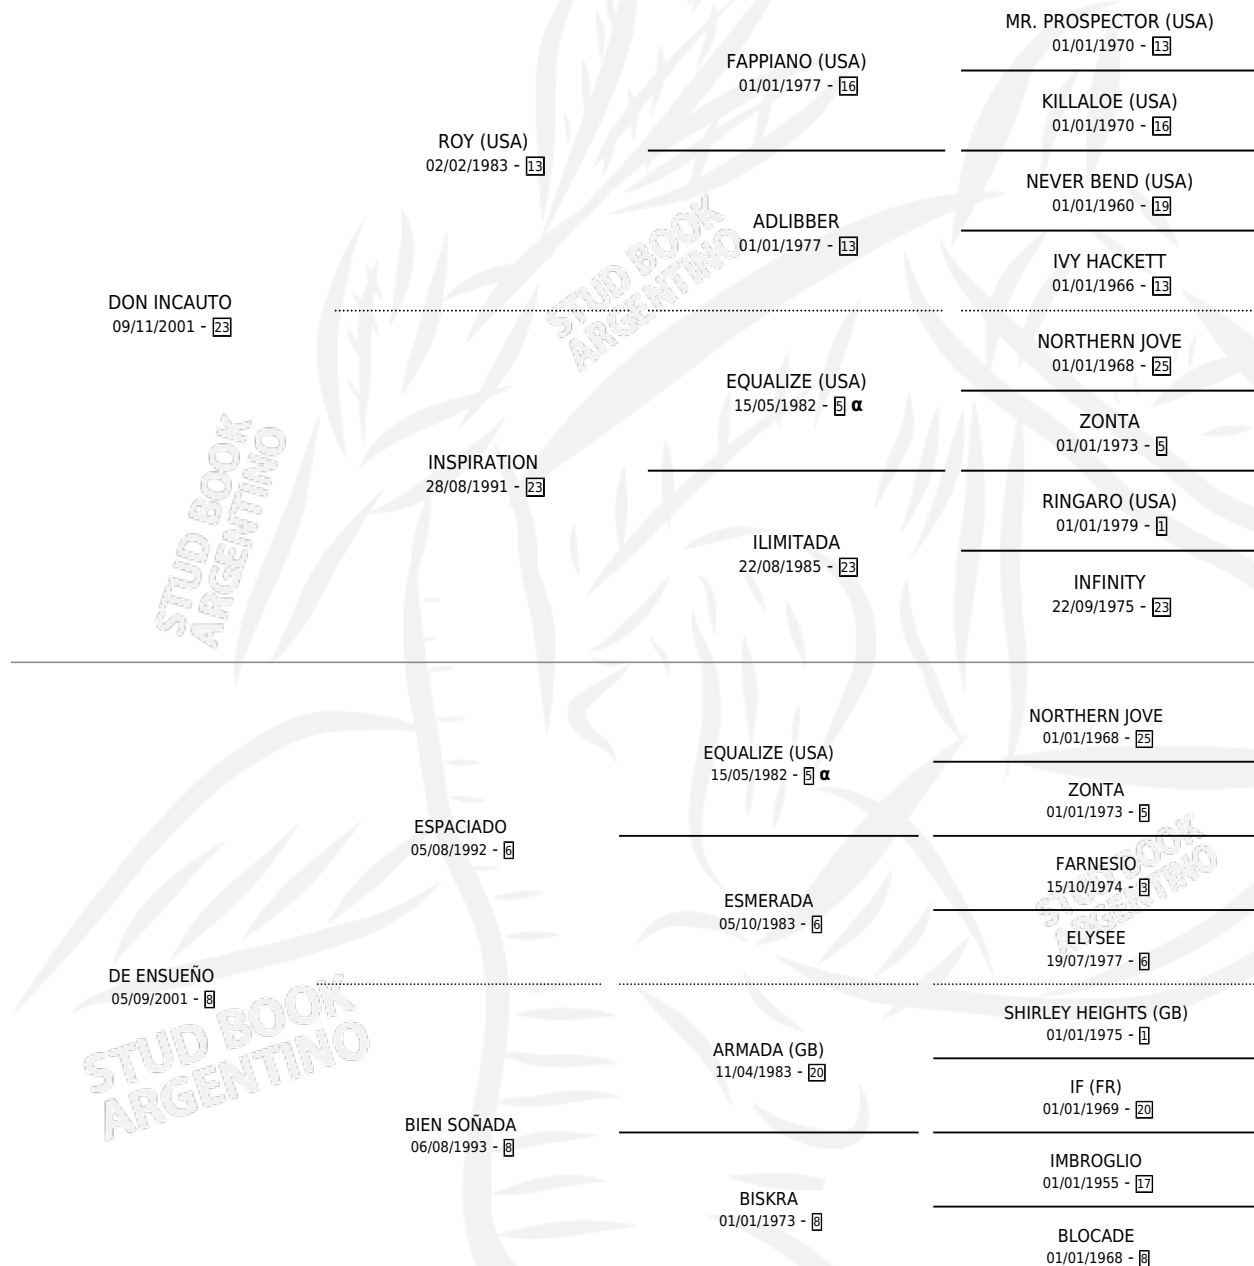 MR. PROSPECTOR (USA)
01/01/1970 - 13
FAPPIANO (USA)
01/01/1977 - 16
KILLALOE (USA)
01/01/1970 - 16
ROY (USA)
02/02/1983 - 13
NEVER BEND (USA)
01/01/1960 - 19
ADLIBBER
01/01/1977 - 13
IVY HACKETT
01/01/1966 - 13
DON INCAUTO
09/11/2001 - 23
NORTHERN JOVE
01/01/1968 - 25
EQUALIZE (USA)
15/05/1982 - 5 α
ZONTA
01/01/1973 - 5
INSPIRATION
28/08/1991 - 23
RINGARO (USA)
01/01/1979 - 1
ILIMITADA
22/08/1985 - 23
INFINITY
22/09/1975 - 23
NORTHERN JOVE
01/01/1968 - 25
EQUALIZE (USA)
15/05/1982 - 5 α
ZONTA
01/01/1973 - 5
ESPACIADO
05/08/1992 - 6
FARNESIO
15/10/1974 - 3
ESMERADA
05/10/1983 - 6
ELYSEE
19/07/1977 - 6
DE ENSUEÑO
05/09/2001 - 8
SHIRLEY HEIGHTS (GB)
01/01/1975 - 1
ARMADA (GB)
11/04/1983 - 20
IF (FR)
01/01/1969 - 20
BIEN SOÑADA
06/08/1993 - 8
IMBROGLIO
01/01/1955 - 17
BISKRA
01/01/1973 - 8
BLOCADE
01/01/1968 - 8
STUD BOOK
ARGENTINO
STUD BOOK
ARGENTINO
STUD BOOK
ARGENTINO
STUD BOOK
ARGENTINO